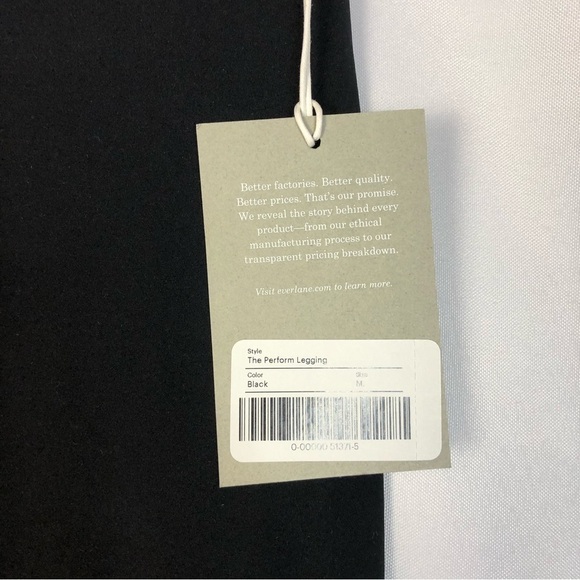 Better factories. Better quality.
Better prices. That's our promise.
We reveal the story behind every
product—from our ethical
manufacturing process to our
transparent pricing breakdown.
Visit everlane.com to learn more.
Style
The Perform Legging
Color Size
Black M